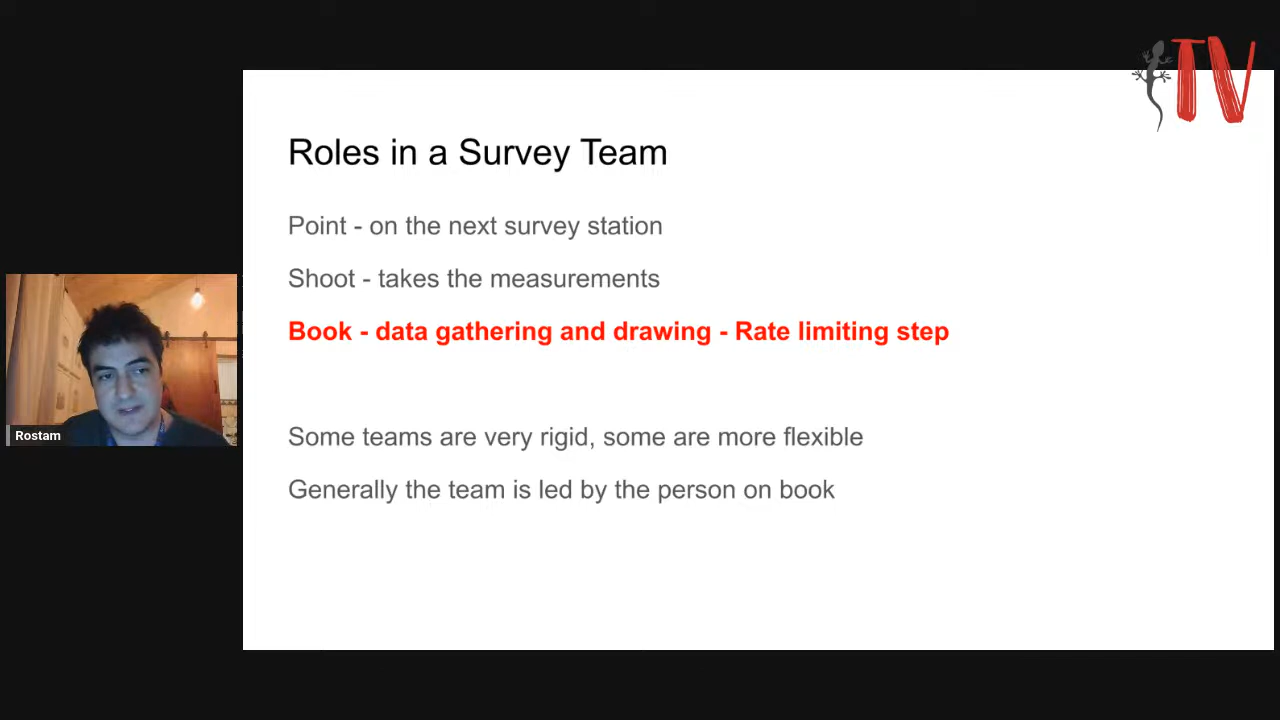 TV
Roles in a Survey Team
Point - on the next survey station
Shoot - takes the measurements
Book - data gathering and drawing - Rate limiting step
Rostam
Some teams are very rigid, some are more flexible
Generally the team is led by the person on book